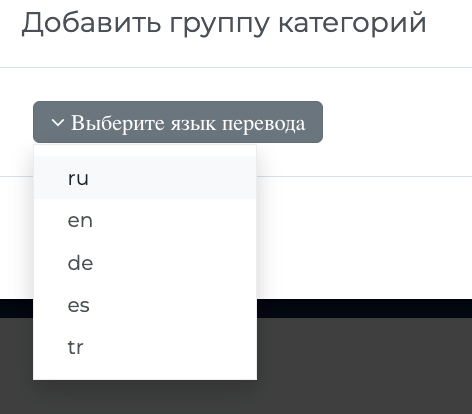 Добавить группу категорий
Выберите язык перевода
ru
en
de
es
tr